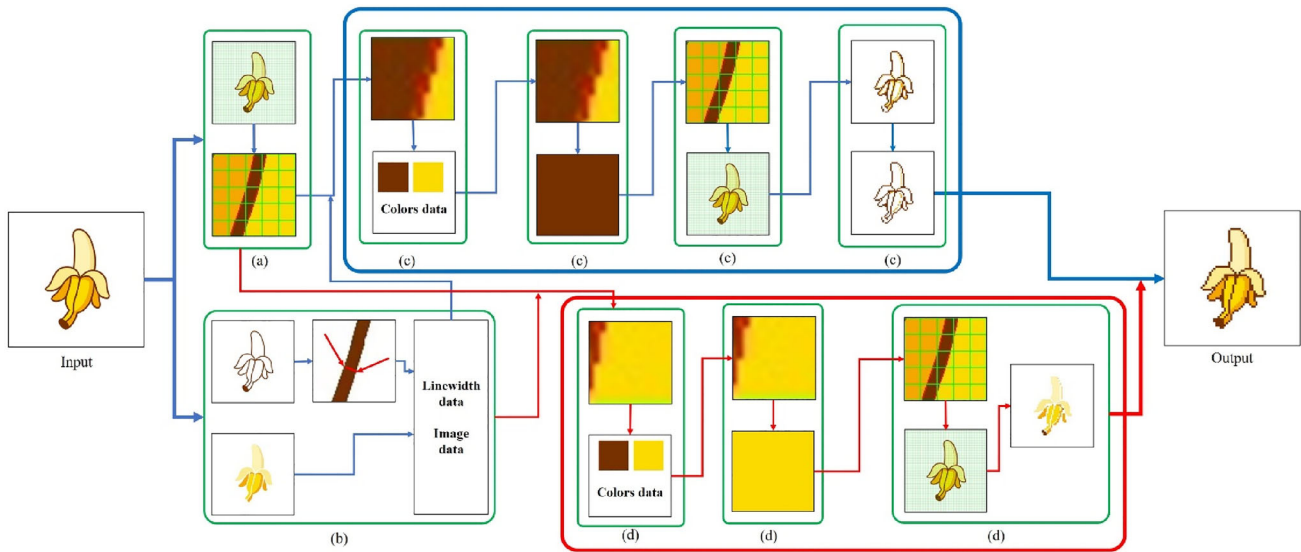 Colors data
(a)
(c)
(c)
(c)
(c)
Input
Linewidth
data
Image
data
(b)
Colors data
(d)
(d)
(d)
Output